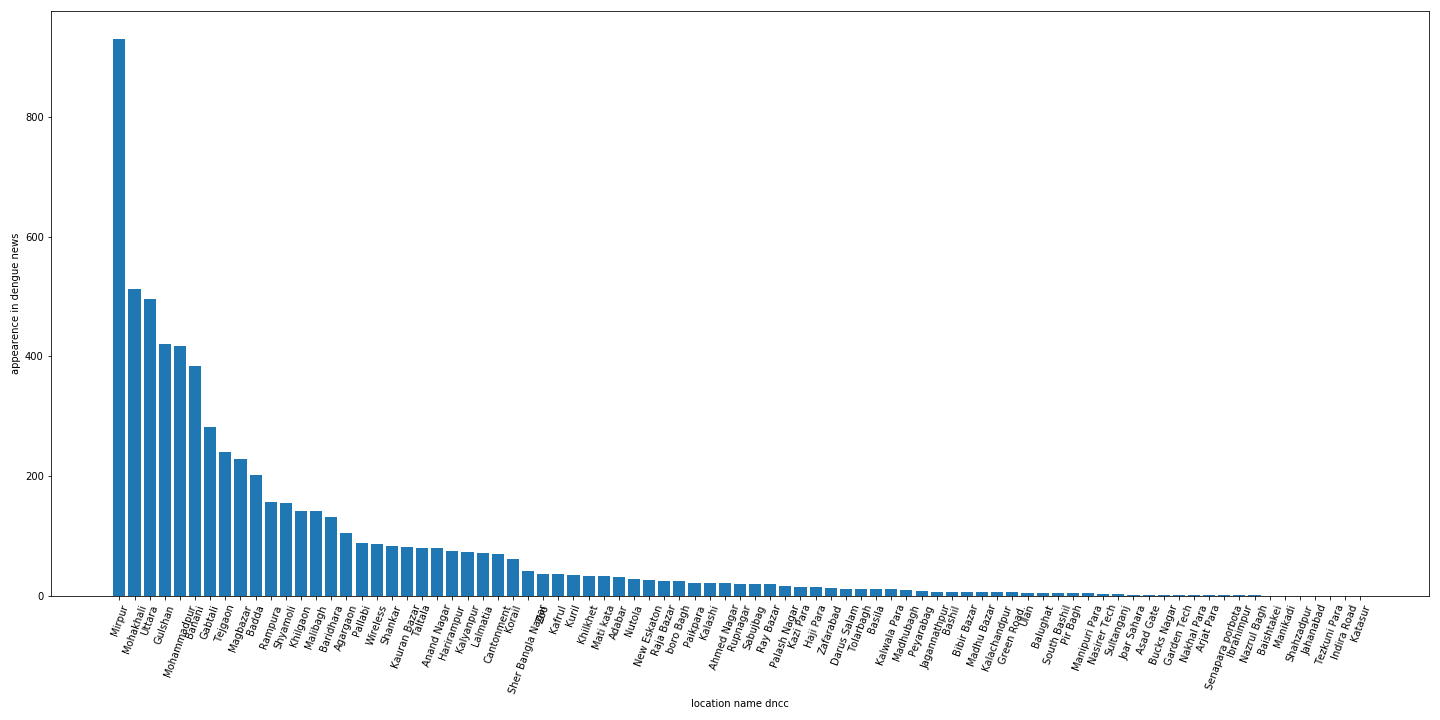 appearence in dengue news
800
600
400
200
0
Mirpur
Mohakhali
Uttara
Gulshan
Mohammadpur
Banani
Gabtali
Tejgaon
Magbazar
Badda
Rampura
Shyamoli
Khilgaon
Malibagh
Baridhara
Agargaon
Pallabi
Wireless
Shankar
Kauran Bazar
Taltala
Anand Nagar
Harirampur
Kalyanpur
Lalmatia
Cantonment
Korail
Sher Bangla Nagar
Kafrul
Kuril
Khilkhet
Mati kata
Adabar
Nutola
New Eskaton
Raja Bazar
boro Bagh
Paikpara
Kalashi
Ahmed Nagar
Rupnagar
Sabujbag
Ray Bazar
Palash Nagar
Kazi Para
Haji Para
Zafarabad
Darus Salam
Tolarbagh
Basila
Kalwala Para
Madhubagh
Peyarabag
Jagannathpur
Bashil
Bibir Bazar
Madhu Bazar
Kalachandpur
Green Road
Ulan
Balughat
South Bashil
Pir Bagh
Manipuri Para
Nasirer Tech
Sultanganj
Joar Sahara
Asad Gate
Bucks Nagar
Garden Tech
Nakhal Para
Arjat Para
Senapara porbota
Ibrahimpur
Nazrul Bagh
Baishtakei
Manikadi
Shahzadpur
Jahanabad
Tezkuni Para
Indira Road
Katasur
location name dncc